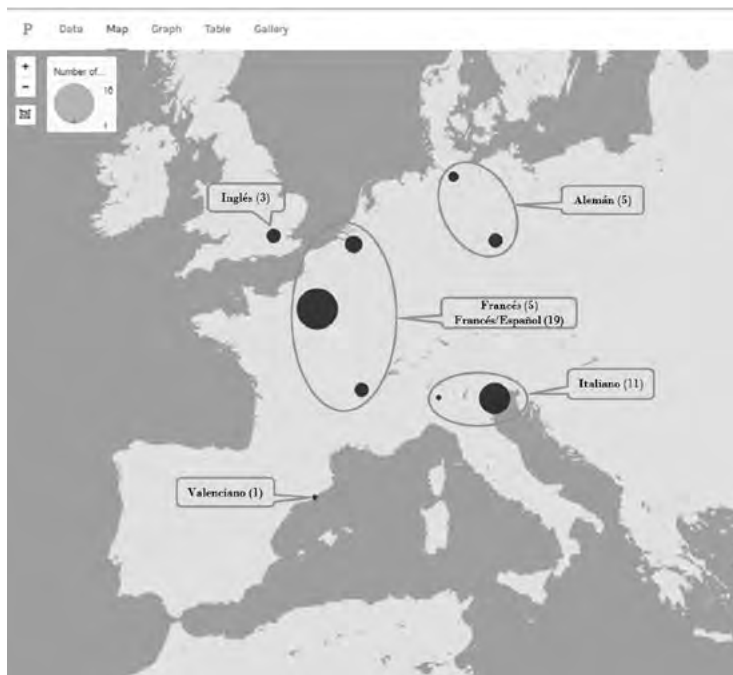 P Data Map Graph Table Gallery
+
−
Number of...
16
1
Inglés (3)
Alemán (5)
Francés (5)
Francés/Español (19)
Italiano (11)
Valenciano (1)